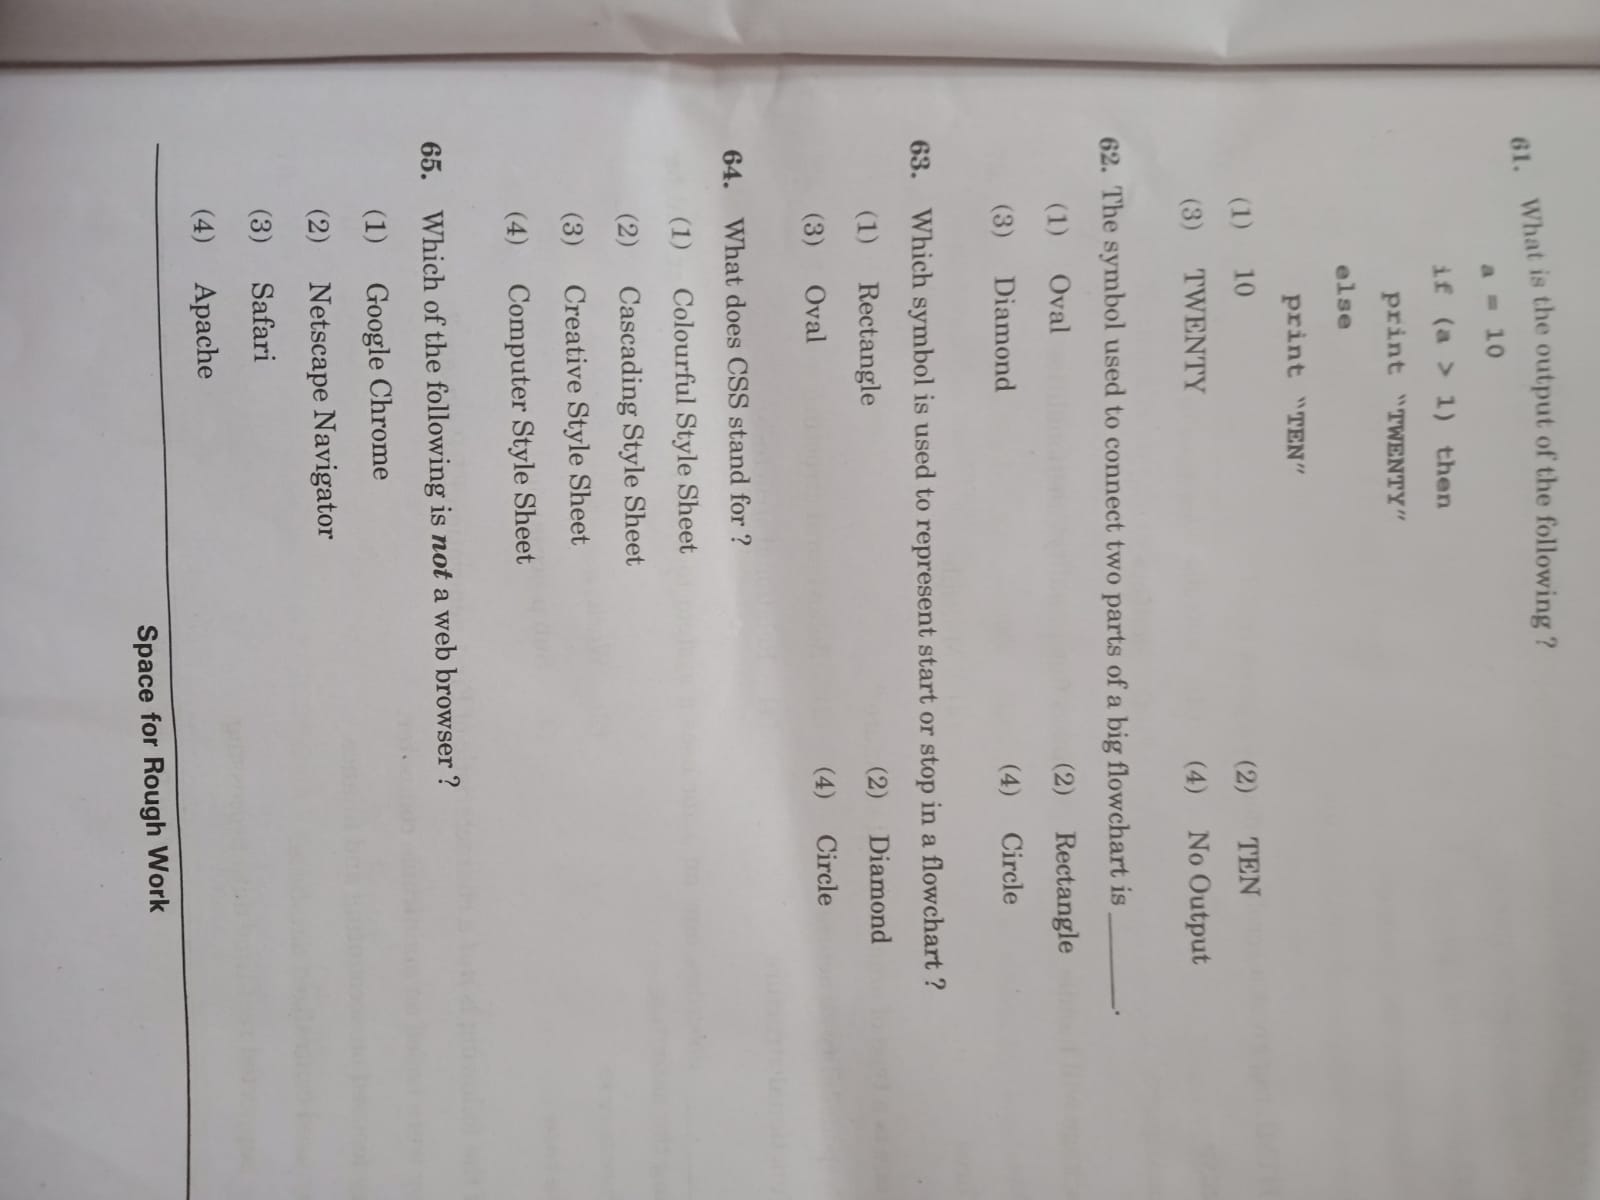 61. What is the output of the following ?
a = 10
if (a > 1) then
print "TWENTY"
else
print "TEN"
(1) 10 (2) TEN
(3) TWENTY (4) No Output
62. The symbol used to connect two parts of a big flowchart is ______.
(1) Oval (2) Rectangle
(3) Diamond (4) Circle
63. Which symbol is used to represent start or stop in a flowchart ?
(1) Rectangle (2) Diamond
(3) Oval (4) Circle
64. What does CSS stand for ?
(1) Colourful Style Sheet
(2) Cascading Style Sheet
(3) Creative Style Sheet
(4) Computer Style Sheet
65. Which of the following is not a web browser ?
(1) Google Chrome
(2) Netscape Navigator
(3) Safari
(4) Apache
Space for Rough Work